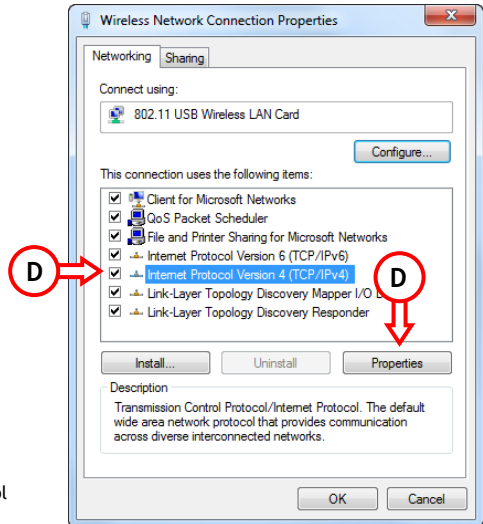 Wireless Network Connection Properties
Networking Sharing
Connect using:
802.11 USB Wireless LAN Card
Configure...
This connection uses the following items:
Client for Microsoft Networks
QoS Packet Scheduler
File and Printer Sharing for Microsoft Networks
Internet Protocol Version 6 (TCP/IPv6)
D Internet Protocol Version 4 (TCP/IPv4) D
Link-Layer Topology Discovery Mapper I/O
Link-Layer Topology Discovery Responder
Install... Uninstall Properties
Description
Transmission Control Protocol/Internet Protocol. The default
wide area network protocol that provides communication
across diverse interconnected networks.
OK Cancel